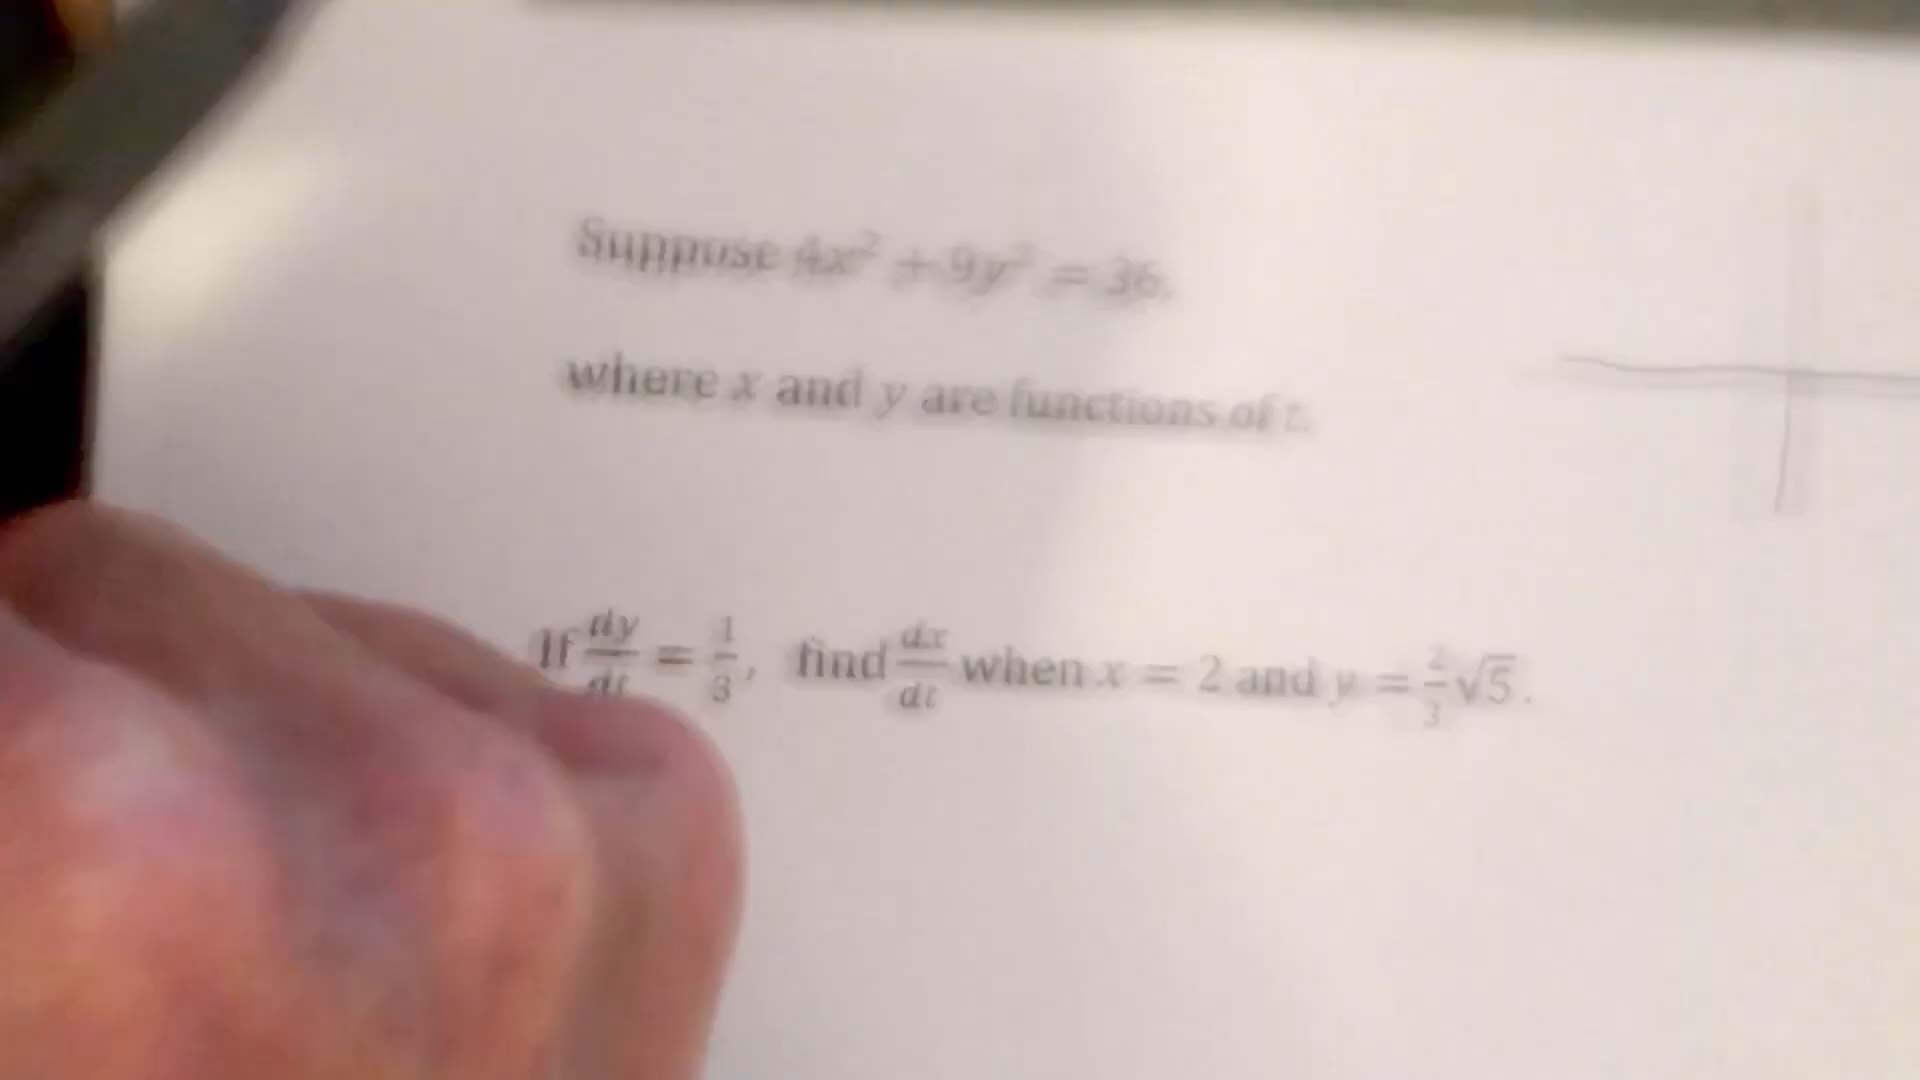 Suppose 4x² + 9y² = 36,
where x and y are functions of t.
If dy/dt = 1/3, find dx/dt when x = 2 and y = 2/3 √5.